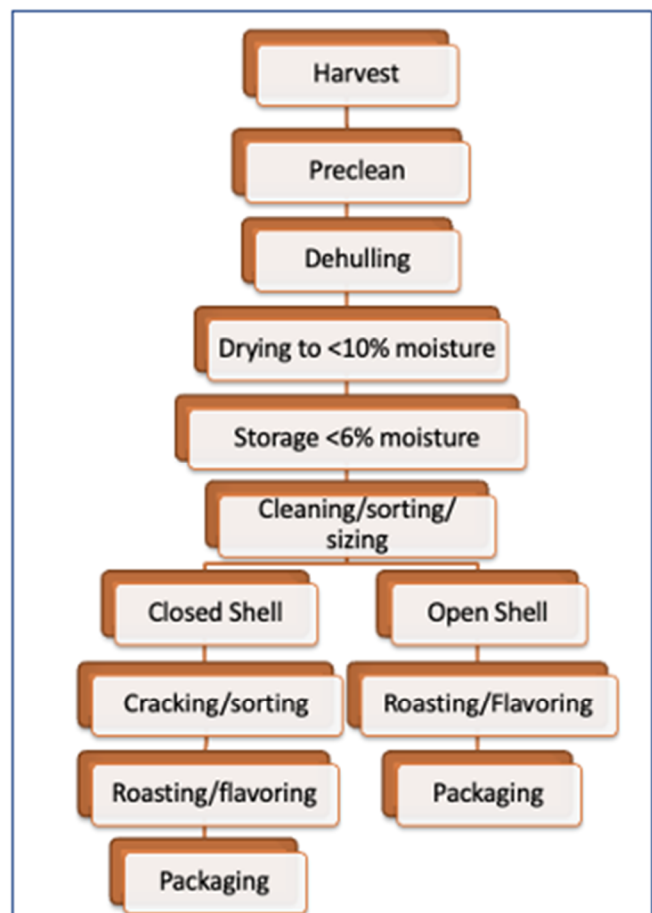 Harvest
Preclean
Dehulling
Drying to <10% moisture
Storage <6% moisture
Cleaning/sorting/
sizing
Closed Shell
Open Shell
Cracking/sorting
Roasting/Flavoring
Roasting/flavoring
Packaging
Packaging